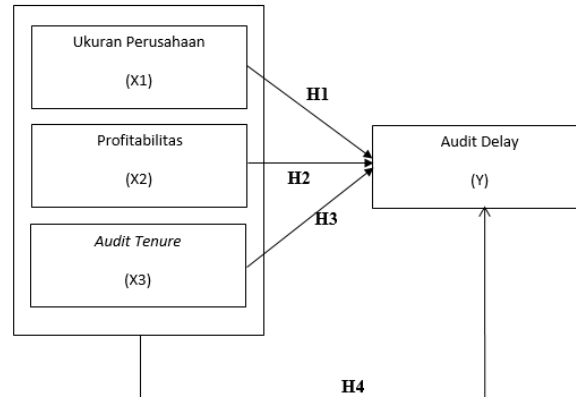 Ukuran Perusahaan
(X1)
H1
Profitabilitas
(X2)
H2
Audit Delay
(Y)
Audit Tenure
(X3)
H3
H4